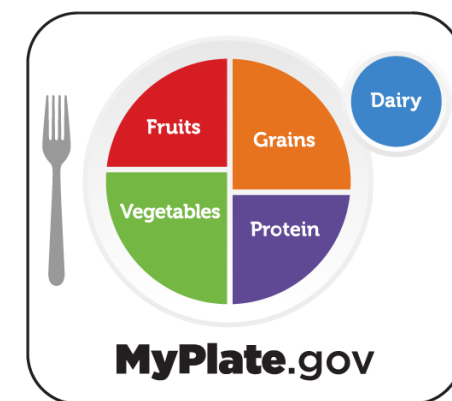 Dairy
Fruits
Grains
Vegetables
Protein
MyPlate.gov